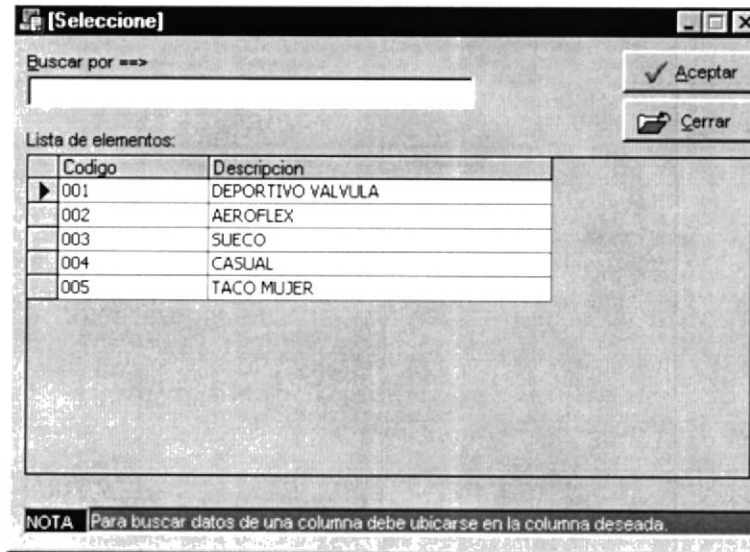 [Seleccione]
Buscar por ==>
Aceptar
Cerrar
Lista de elementos:
Codigo Descripcion
001 DEPORTIVO VALVULA
002 AEROFLEX
003 SUECO
004 CASUAL
005 TACO MUJER
NOTA Para buscar datos de una columna debe ubicarse en la columna deseada.